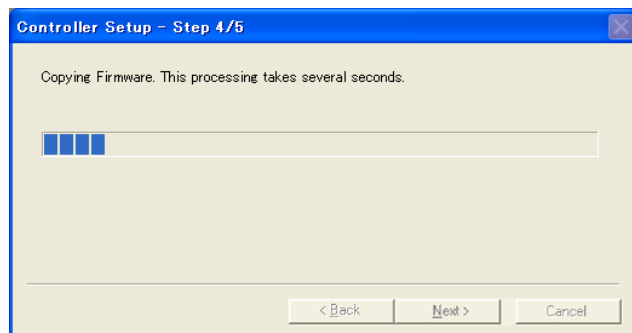 Controller Setup - Step 4/5
Copying Firmware. This processing takes several seconds.
< Back
Next >
Cancel